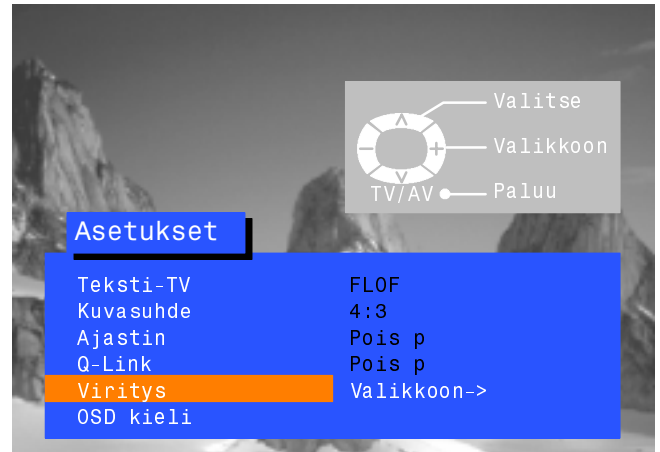 Valitse
Valikkoon
TV/AV Paluu
Asetukset
Teksti-TV FLOF
Kuvasuhde 4:3
Ajastin Pois p
Q-Link Pois p
Viritys Valikkoon->
OSD kieli